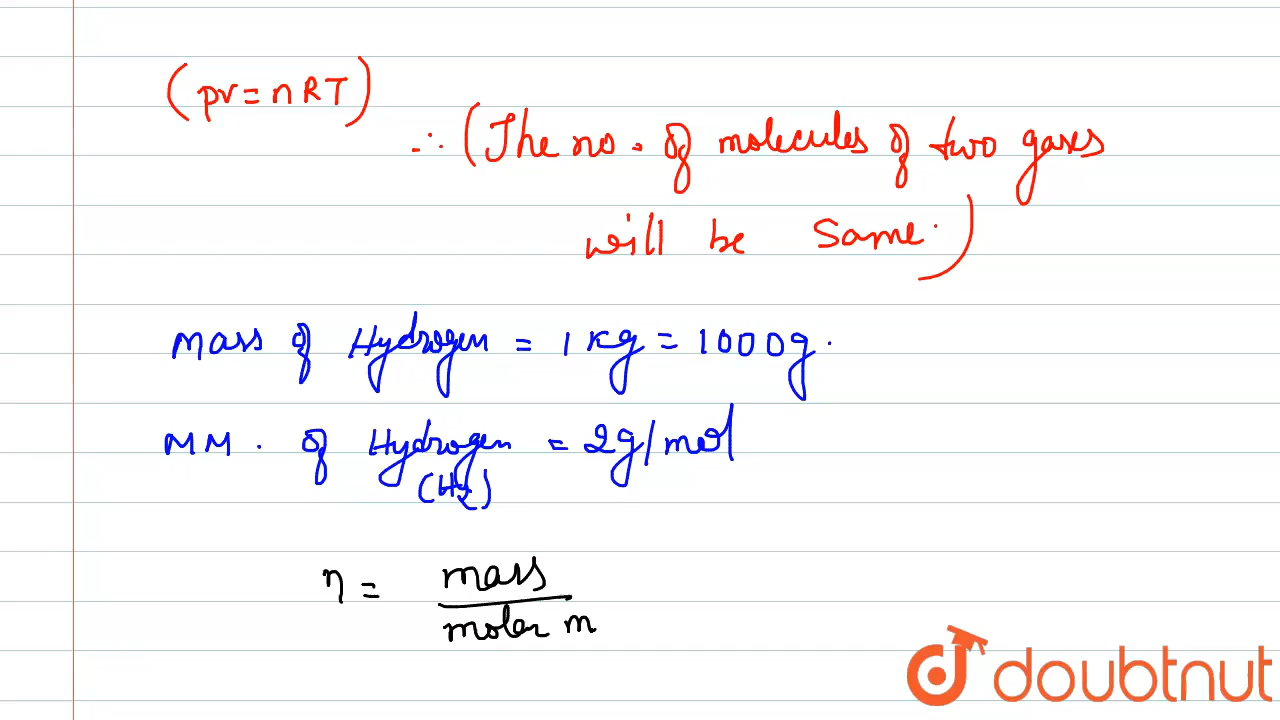 (pv = nRT)
∴ (The no. of molecules of two gases
will be same.)
Mass of Hydrogen = 1 kg = 1000g.
MM. of Hydrogen = 2g/mol
(H2)
n = mass
molar m
doubtnut